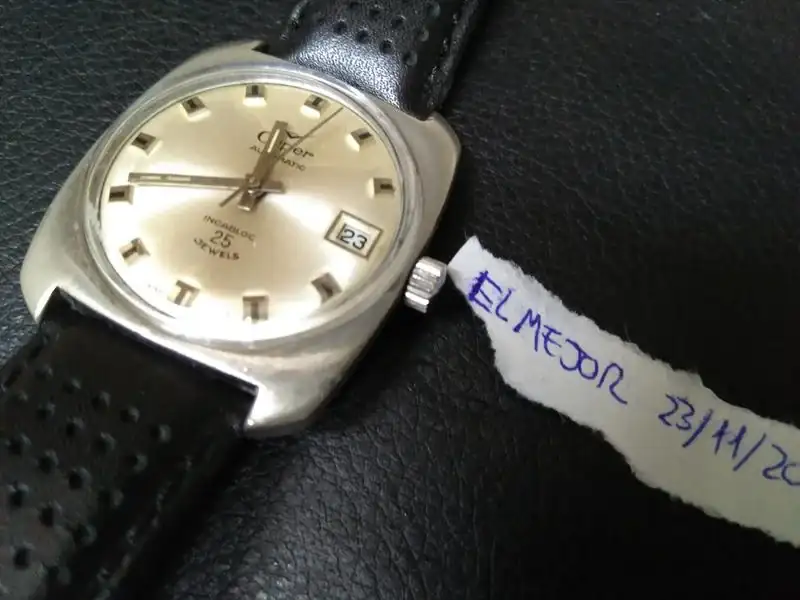 AUTOMATIC
INCABLOC
25
JEWELS
23
EL MEJOR 23/11/20